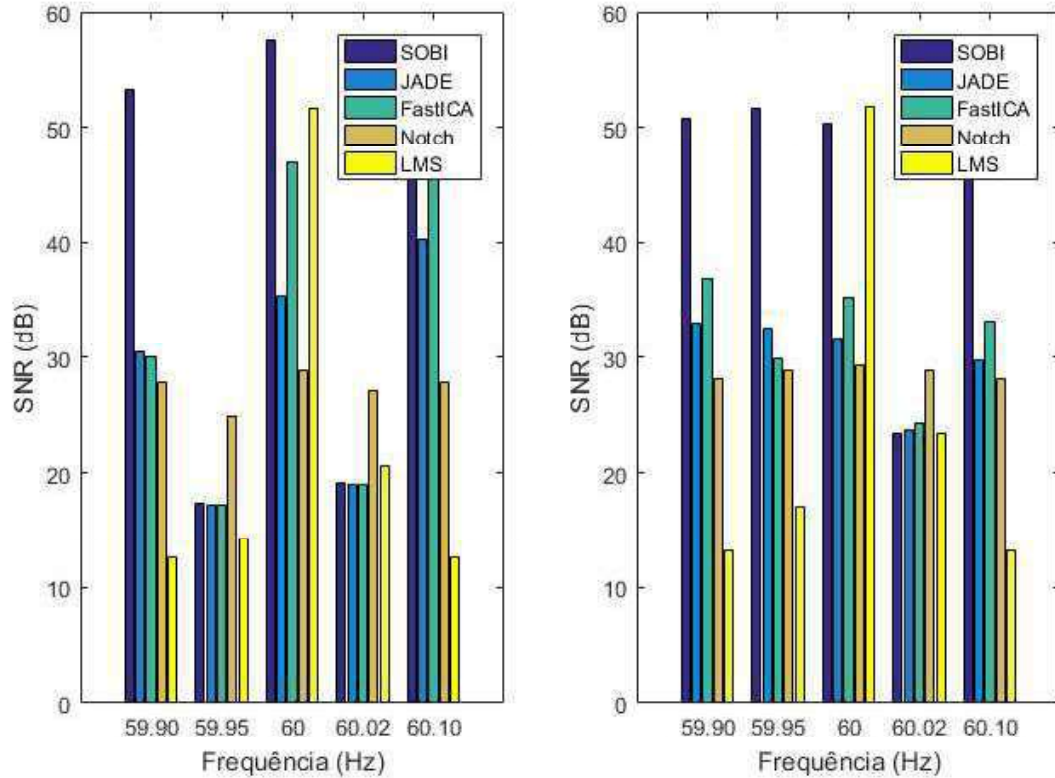 60
50
40
30
20
10
0
SNR (dB)
SOBI
JADE
FastICA
Notch
LMS
59.90 59.95 60 60.02 60.10
Frequência (Hz)
60
50
40
30
20
10
0
SNR (dB)
SOBI
JADE
FastICA
Notch
LMS
59.90 59.95 60 60.02 60.10
Frequência (Hz)